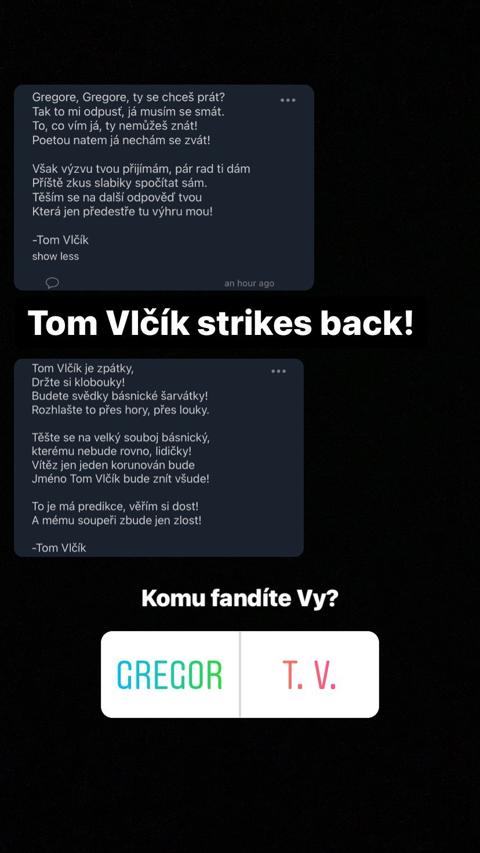 Gregore, Gregore, ty se chceš prát?
Tak to mi odpusť, já musím se smát.
To, co vím já, ty nemůžeš znát!
Poetou natem já nechám se zvát!
Však výzvu tvou přijímám, pár rad ti dám
Příště zkus slabiky spočítat sám.
Těším se na další odpověď tvou
Která jen předestře tu výhru mou!
-Tom Vlčík
show less
an hour ago
Tom Vlčík strikes back!
Tom Vlčík je zpátky,
Držte si klobouky!
Budete svědky básnické šarvátky!
Rozhlašte to přes hory, přes louky.
Těšte se na velký souboj básnický,
kterému nebude rovno, lidičky!
Vítěz jen jeden korunován bude
Jméno Tom Vlčík bude znít všude!
To je má predikce, věřím si dost!
A mému soupeři zbude jen zlost!
-Tom Vlčík
Komu fandíte Vy?
GREGOR
T. V.